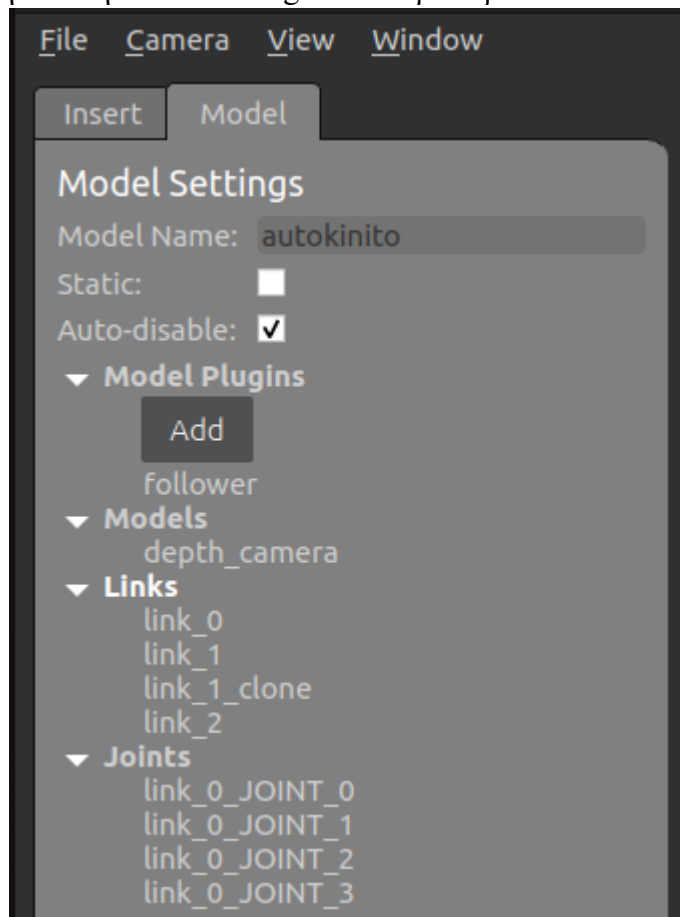 File Camera View Window
Insert Model
Model Settings
Model Name: autokinito
Static:
Auto-disable:
Model Plugins
Add
follower
Models
depth_camera
Links
link_0
link_1
link_1_clone
link_2
Joints
link_0_JOINT_0
link_0_JOINT_1
link_0_JOINT_2
link_0_JOINT_3